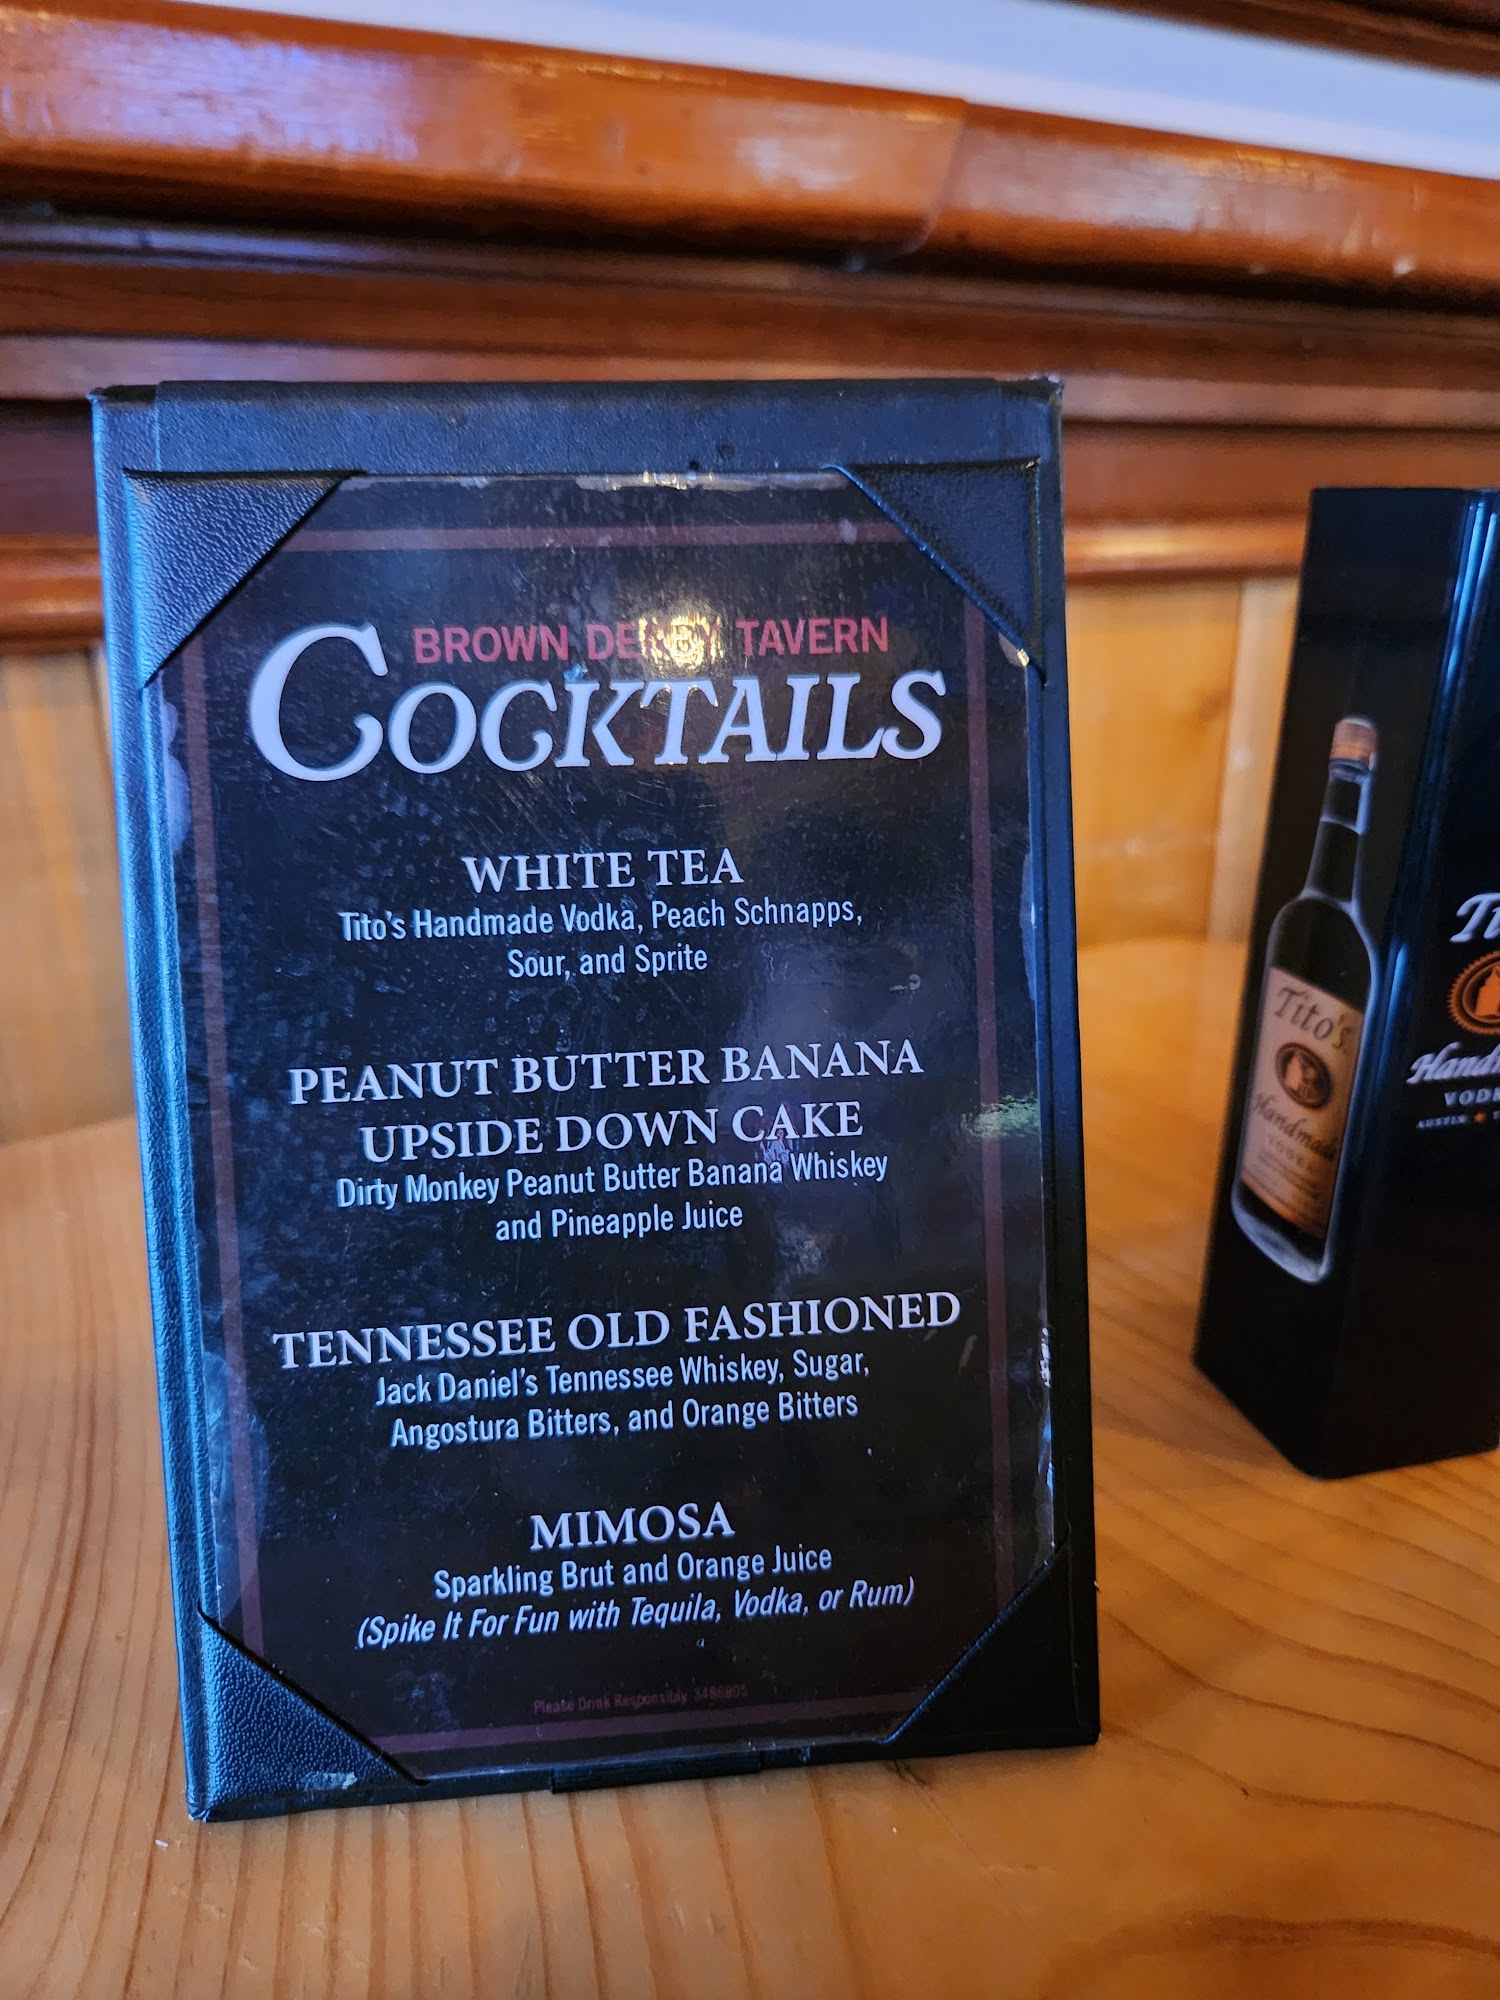 BROWN DERBY TAVERN
COCKTAILS
WHITE TEA
Tito's Handmade Vodka, Peach Schnapps,
Sour, and Sprite
PEANUT BUTTER BANANA
UPSIDE DOWN CAKE
Dirty Monkey Peanut Butter Banana Whiskey
and Pineapple Juice
TENNESSEE OLD FASHIONED
Jack Daniel's Tennessee Whiskey, Sugar,
Angostura Bitters, and Orange Bitters
MIMOSA
Sparkling Brut and Orange Juice
(Spike It For Fun with Tequila, Vodka, or Rum)
Please Drink Responsibly
Tito's
Handmade
VODKA
AUSTIN